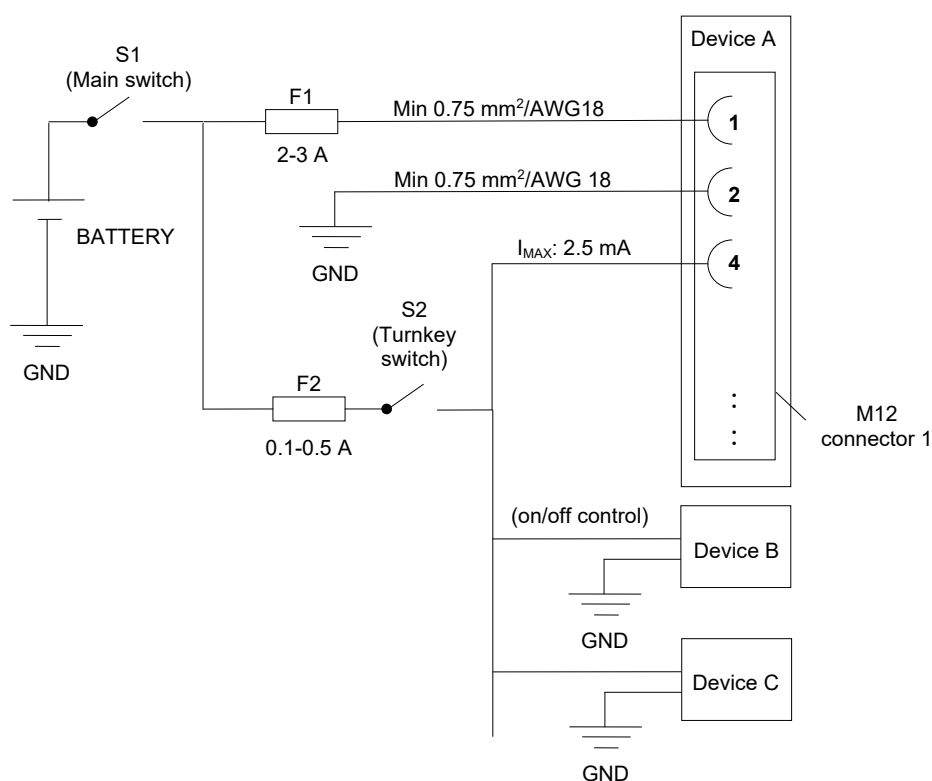 Device A
S1
(Main switch)
F1
Min 0.75 mm²/AWG18
1
2-3 A
Min 0.75 mm²/AWG 18
2
BATTERY
GND
I_MAX: 2.5 mA
4
S2
(Turnkey
switch)
GND
F2
:
:
M12
connector 1
0.1-0.5 A
(on/off control)
Device B
GND
Device C
GND